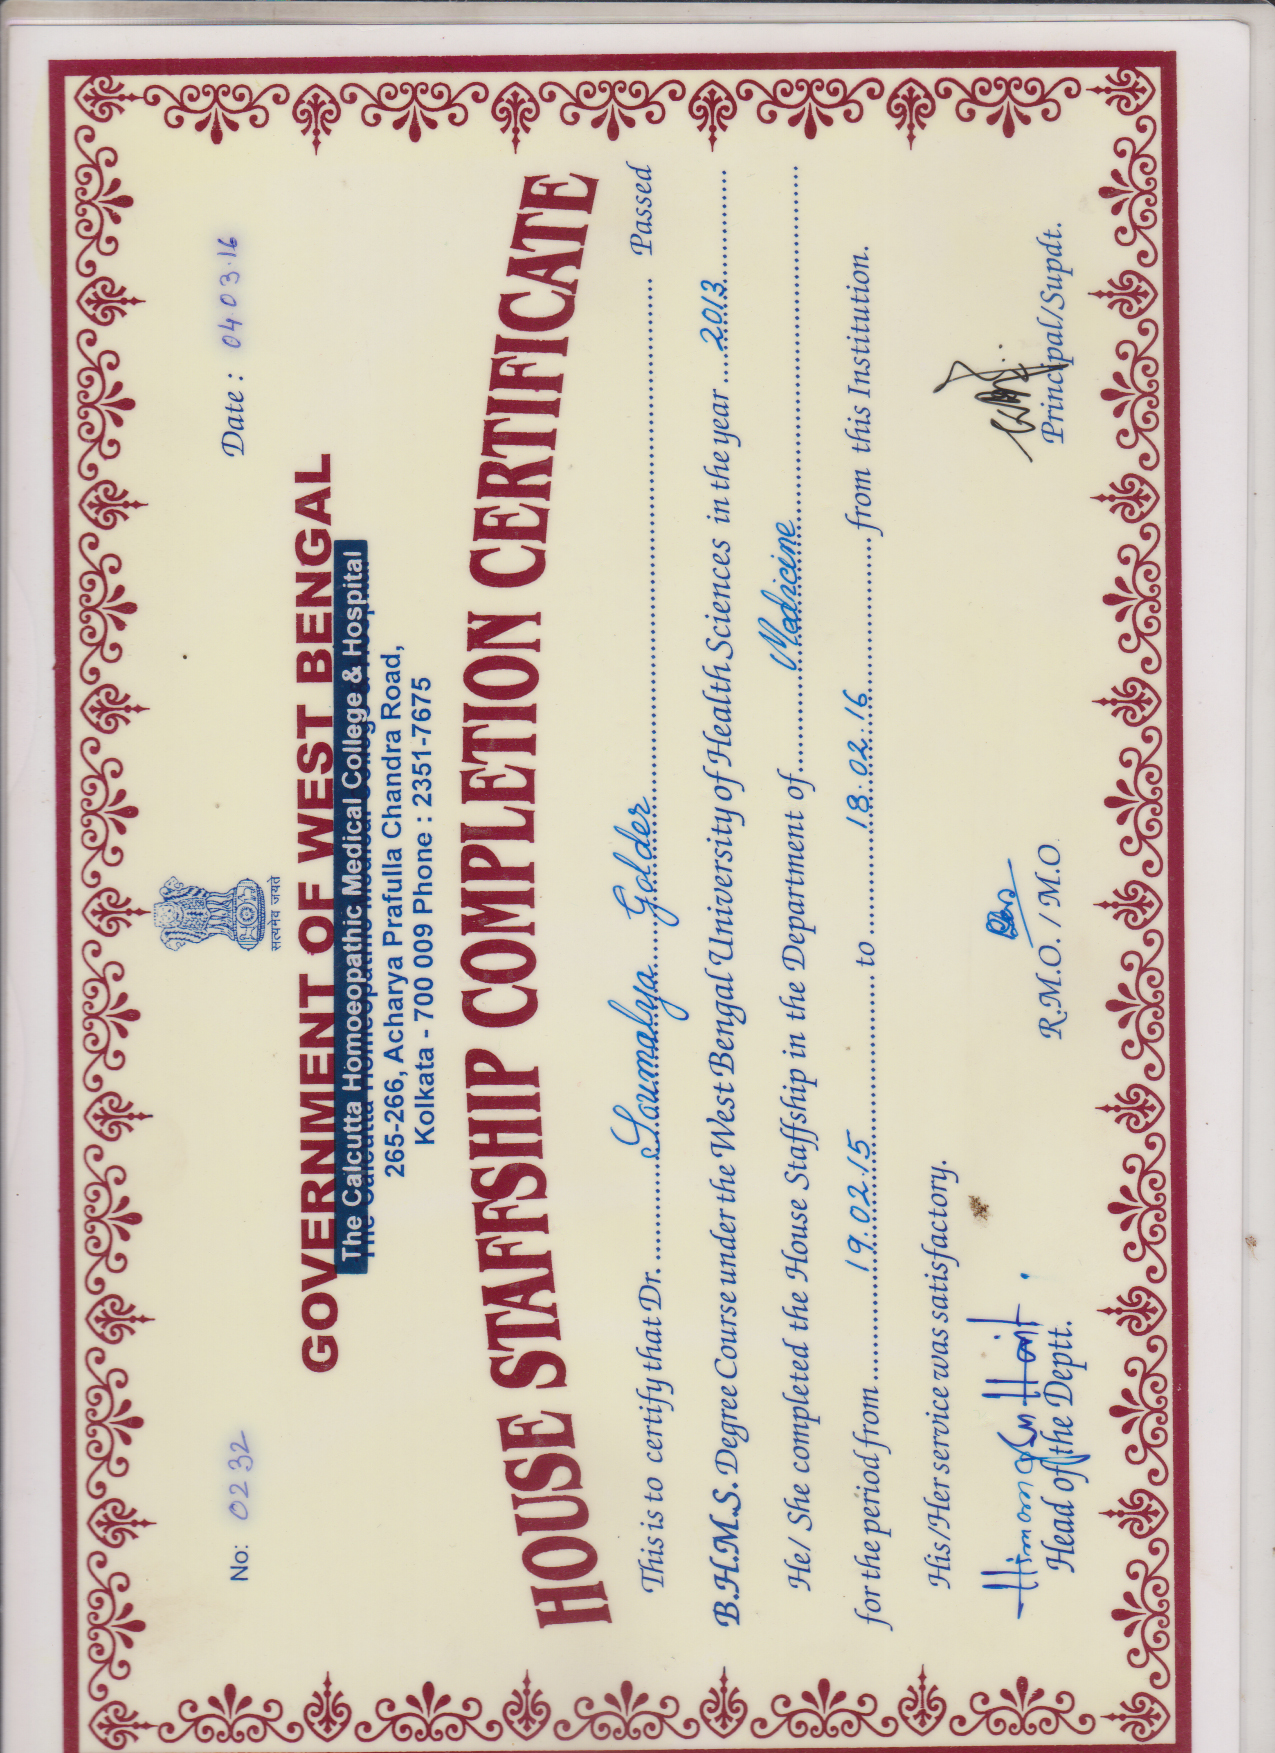 No: 0232
Date : 04.03.16
सत्यमेव जयते
GOVERNMENT OF WEST BENGAL
The Calcutta Homoeopathic Medical College & Hospital
265-266, Acharya Prafulla Chandra Road,
Kolkata - 700 009 Phone : 2351-7675
HOUSE STAFFSHIP COMPLETION CERTIFICATE
This is to certify that Dr. Soumalya Golder Passed
B.H.M.S. Degree Course under the West Bengal University of Health Sciences in the year 2013
He/ She completed the House Staffship in the Department of Medicine
for the period from 19.02.15 to 18.02.16 from this Institution.
His/Her service was satisfactory.
Head of the Deptt.
R.M.O. / M.O.
Principal/Supdt.